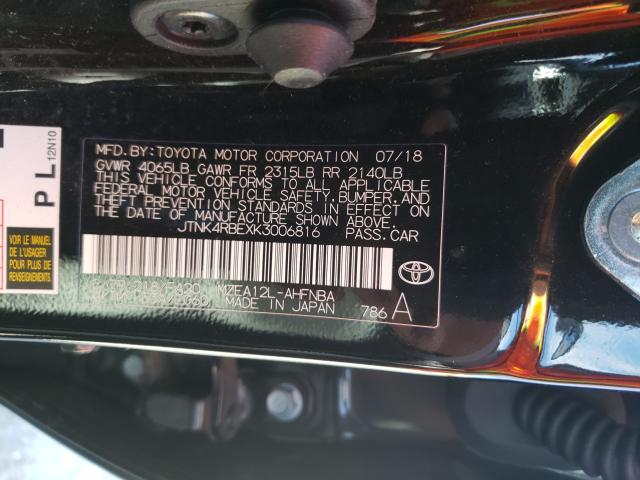 MFD.BY:TOYOTA MOTOR CORPORATION 07/18
GVWR 4065LB GAWR FR 2315LB RR 2140LB
THIS VEHICLE CONFORMS TO ALL APPLICABLE
FEDERAL MOTOR VEHICLE SAFETY,BUMPER,AND
THEFT PREVENTION STANDARDS IN EFFECT ON
THE DATE OF MANUFACTURE SHOWN ABOVE.
JTNK4RBEXK3006816 PASS.CAR
MZEA12L-AHFNBA
MADE IN JAPAN 786A
PL
12N10
VOIR LE MANUEL
DE L'USAGER
POUR PLUS DE
RENSEIGNEMENTS